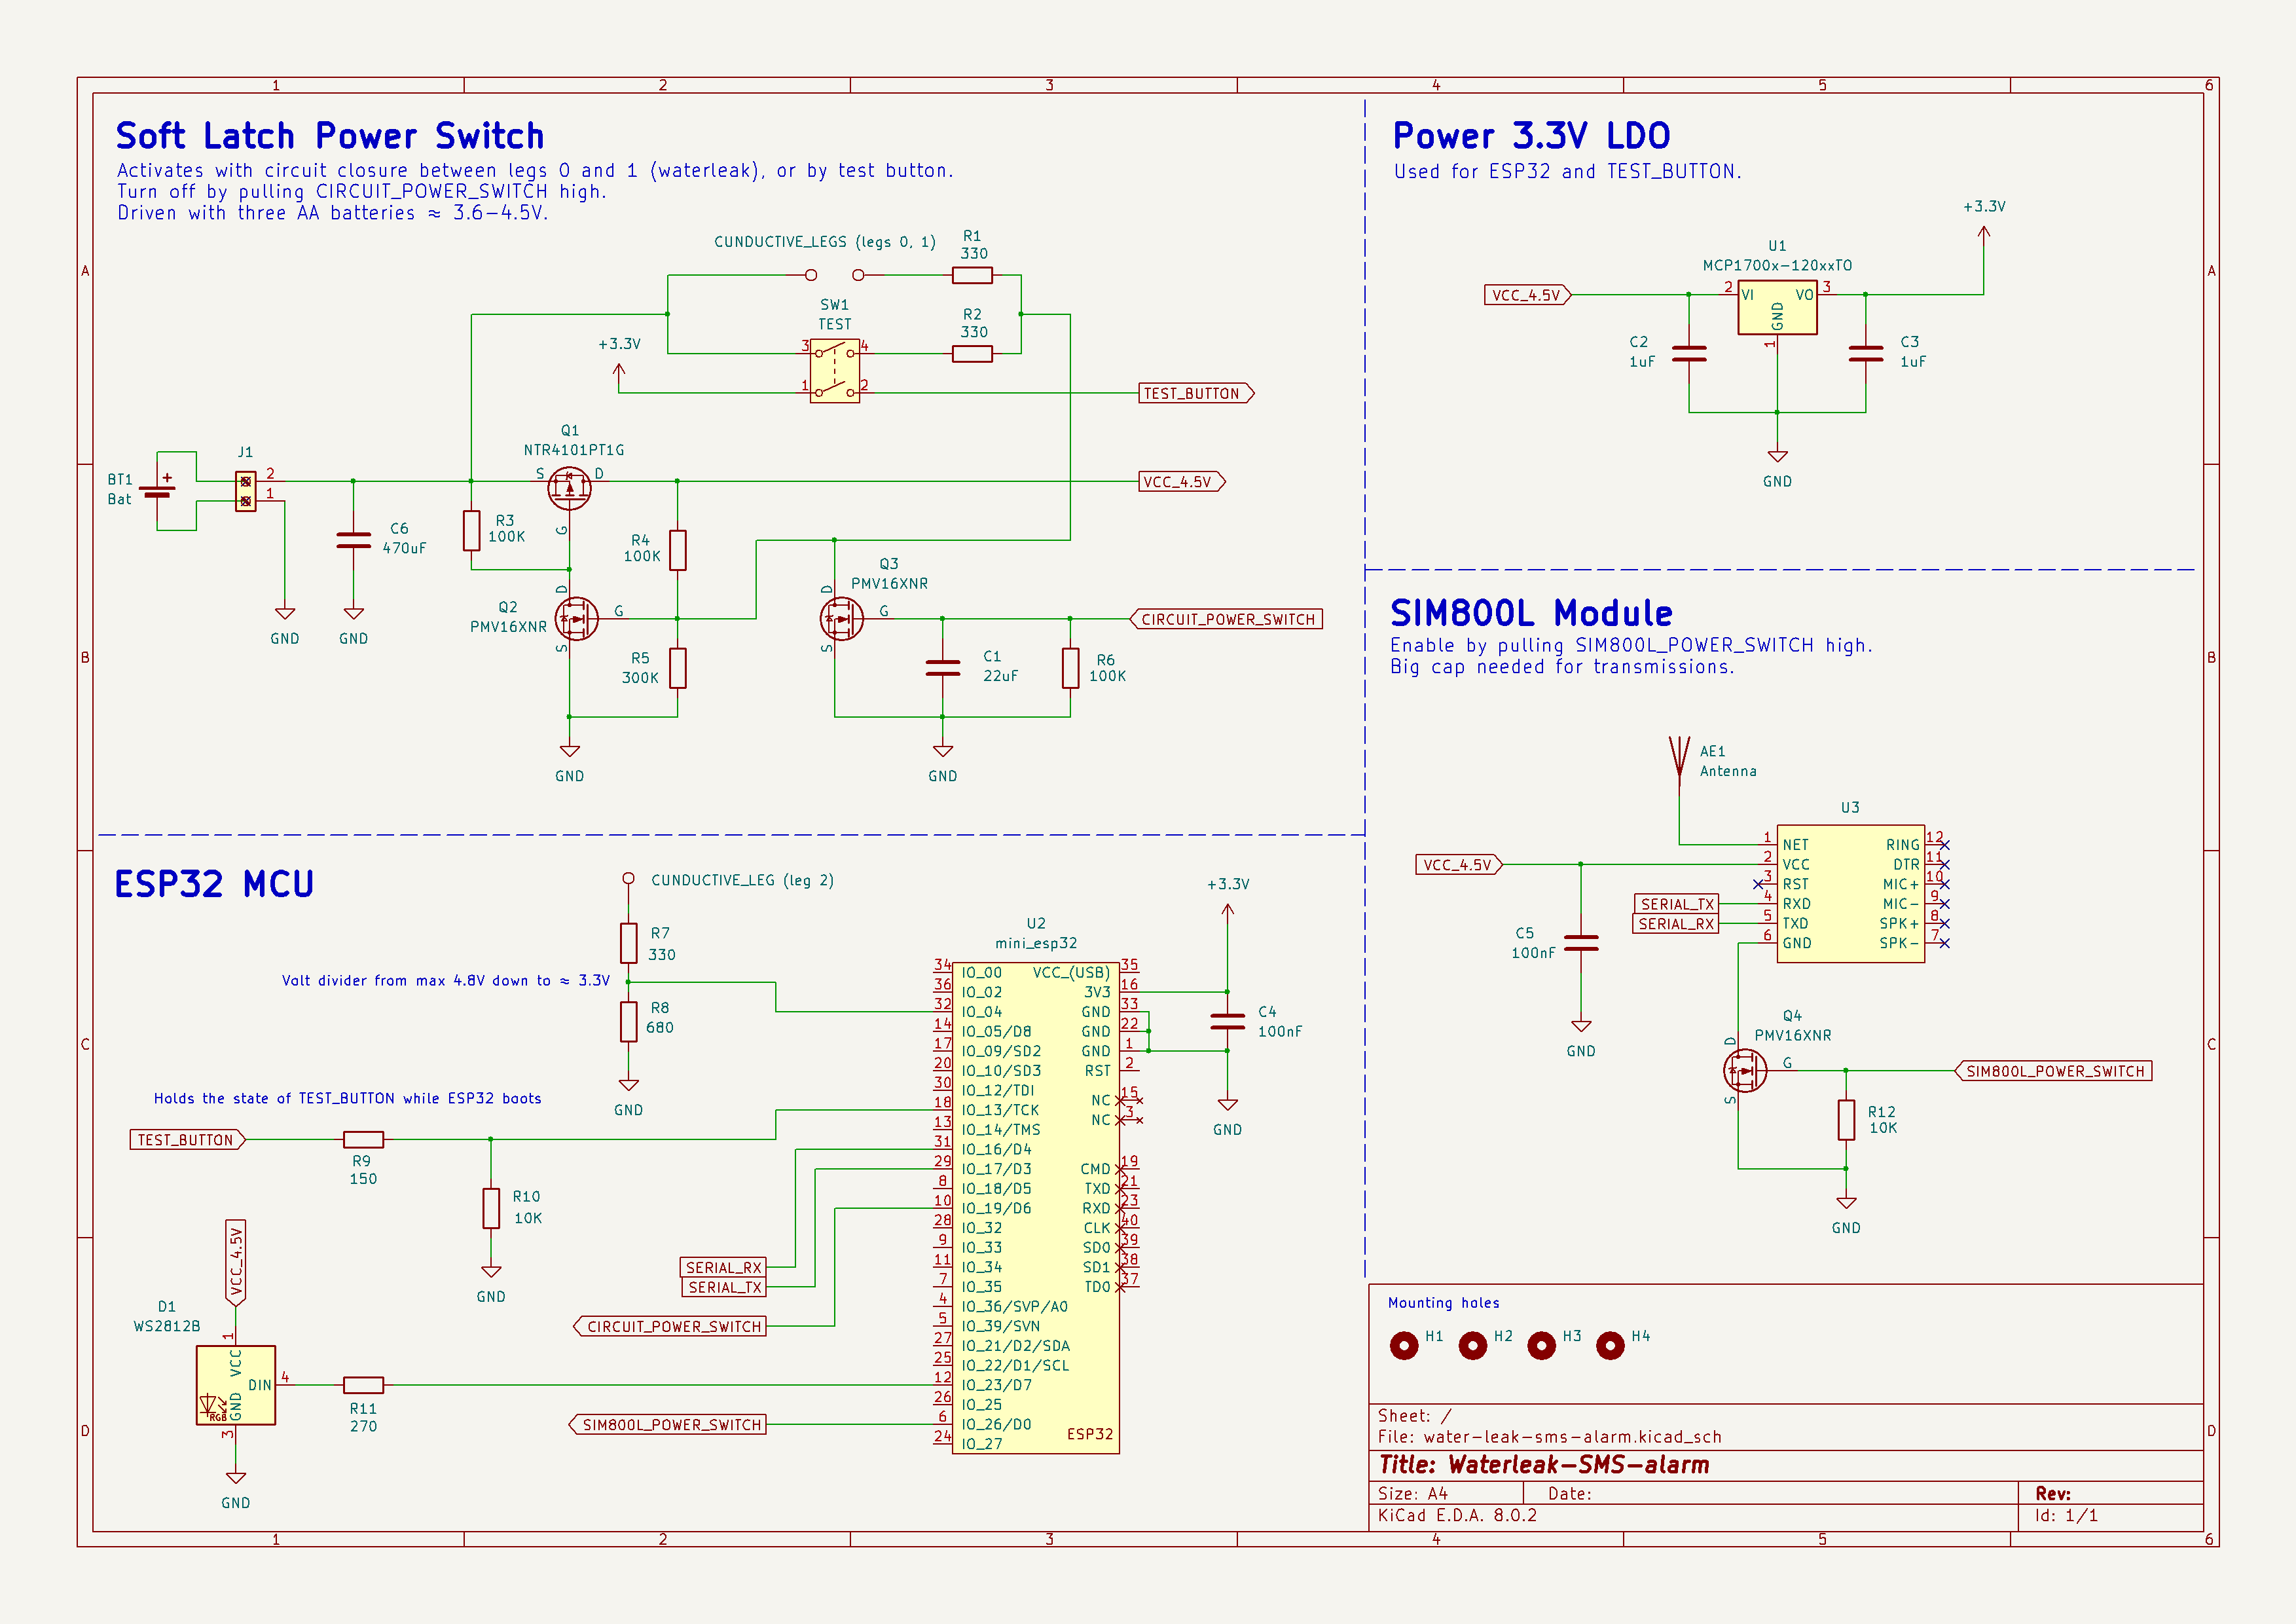 1 2 3 4 5 6
A
B
C
D
A
B
C
D
1 2 3 4 5 6
Soft Latch Power Switch
Activates with circuit closure between legs 0 and 1 (waterleak), or by test button.
Turn off by pulling CIRCUIT_POWER_SWITCH high.
Driven with three AA batteries ≈ 3.6-4.5V.
CUNDUCTIVE_LEGS (legs 0, 1)
R1
330
SW1
TEST
R2
330
+3.3V
3 4
1 2
TEST_BUTTON
Q1
NTR4101PT1G
S D
G
VCC_4.5V
J1
2
1
BT1
Bat
+
C6
470uF
R3
100K
R4
100K
Q3
PMV16XNR
D
G
S
Q2
PMV16XNR
D
G
S
CIRCUIT_POWER_SWITCH
R5
300K
C1
22uF
R6
100K
GND
GND
GND
GND
Power 3.3V LDO
Used for ESP32 and TEST_BUTTON.
+3.3V
U1
MCP1700x-120xxTO
VCC_4.5V
2 VI VO 3
GND
1
C2
1uF
C3
1uF
GND
SIM800L Module
Enable by pulling SIM800L_POWER_SWITCH high.
Big cap needed for transmissions.
AE1
Antenna
U3
1 NET RING 12
2 VCC DTR 11
3 RST MIC+ 10
4 RXD MIC- 9
5 TXD SPK+ 8
6 GND SPK- 7
VCC_4.5V
SERIAL_TX
SERIAL_RX
C5
100nF
GND
Q4
PMV16XNR
D
G
S
SIM800L_POWER_SWITCH
R12
10K
GND
ESP32 MCU
CUNDUCTIVE_LEG (leg 2)
R7
330
Volt divider from max 4.8V down to ≈ 3.3V
R8
680
GND
Holds the state of TEST_BUTTON while ESP32 boots
TEST_BUTTON
R9
150
R10
10K
GND
VCC_4.5V
D1
WS2812B
1
VCC
DIN 4
GND
RGB
3
GND
R11
270
SERIAL_RX
SERIAL_TX
CIRCUIT_POWER_SWITCH
SIM800L_POWER_SWITCH
U2
mini_esp32
34 IO_00
36 IO_02
32 IO_04
14 IO_05/D8
17 IO_09/SD2
20 IO_10/SD3
30 IO_12/TDI
18 IO_13/TCK
13 IO_14/TMS
31 IO_16/D4
29 IO_17/D3
8 IO_18/D5
10 IO_19/D6
28 IO_32
9 IO_33
11 IO_34
7 IO_35
4 IO_36/SVP/A0
5 IO_39/SVN
27 IO_21/D2/SDA
25 IO_22/D1/SCL
12 IO_23/D7
26 IO_25
6 IO_26/D0
24 IO_27
VCC_(USB) 35
3V3 16
GND 33
GND 22
GND 1
RST 2
NC 15
NC 3
CMD 19
TXD 21
RXD 23
CLK 40
SD0 39
SD1 38
TDO 37
ESP32
+3.3V
C4
100nF
GND
Mounting holes
H1 H2 H3 H4
Sheet: /
File: water-leak-sms-alarm.kicad_sch
Title: Waterleak-SMS-alarm
Size: A4 Date: Rev:
KiCad E.D.A. 8.0.2 Id: 1/1